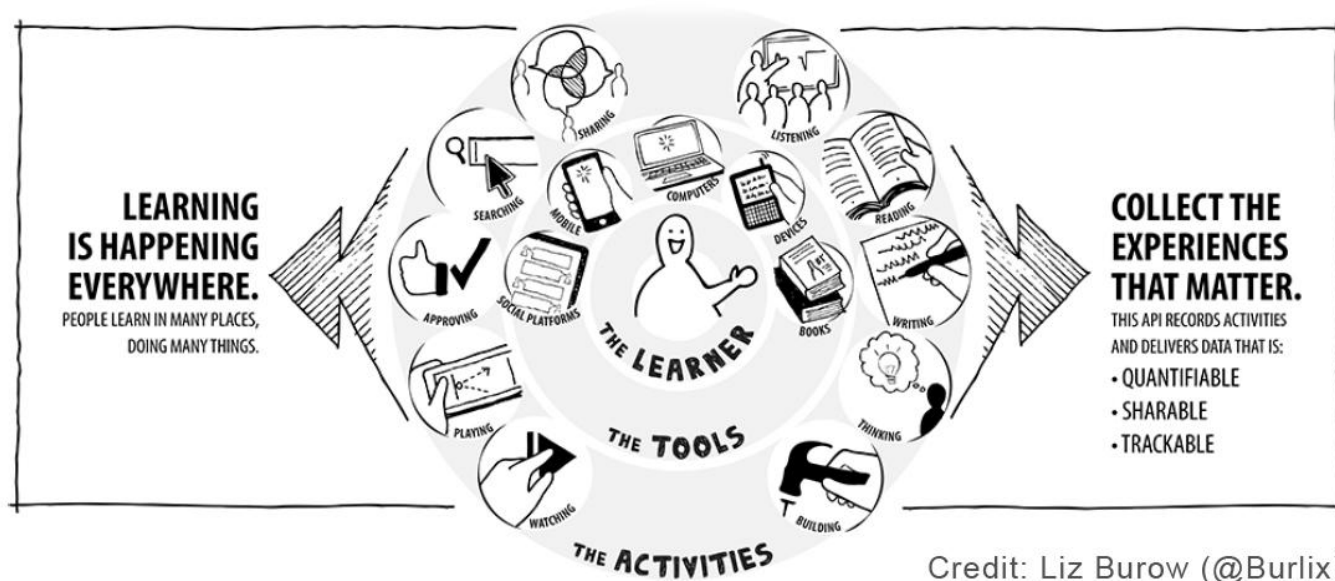 LEARNING
IS HAPPENING
EVERYWHERE.
PEOPLE LEARN IN MANY PLACES,
DOING MANY THINGS.
SHARING
LISTENING
SEARCHING
MOBILE
COMPUTERS
DEVICES
READING
APPROVING
SOCIAL PLATFORMS
BOOKS
WRITING
THE LEARNER
PLAYING
THINKING
THE TOOLS
WATCHING
BUILDING
THE ACTIVITIES
COLLECT THE
EXPERIENCES
THAT MATTER.
THIS API RECORDS ACTIVITIES
AND DELIVERS DATA THAT IS:
• QUANTIFIABLE
• SHARABLE
• TRACKABLE
Credit: Liz Burow (@Burlix